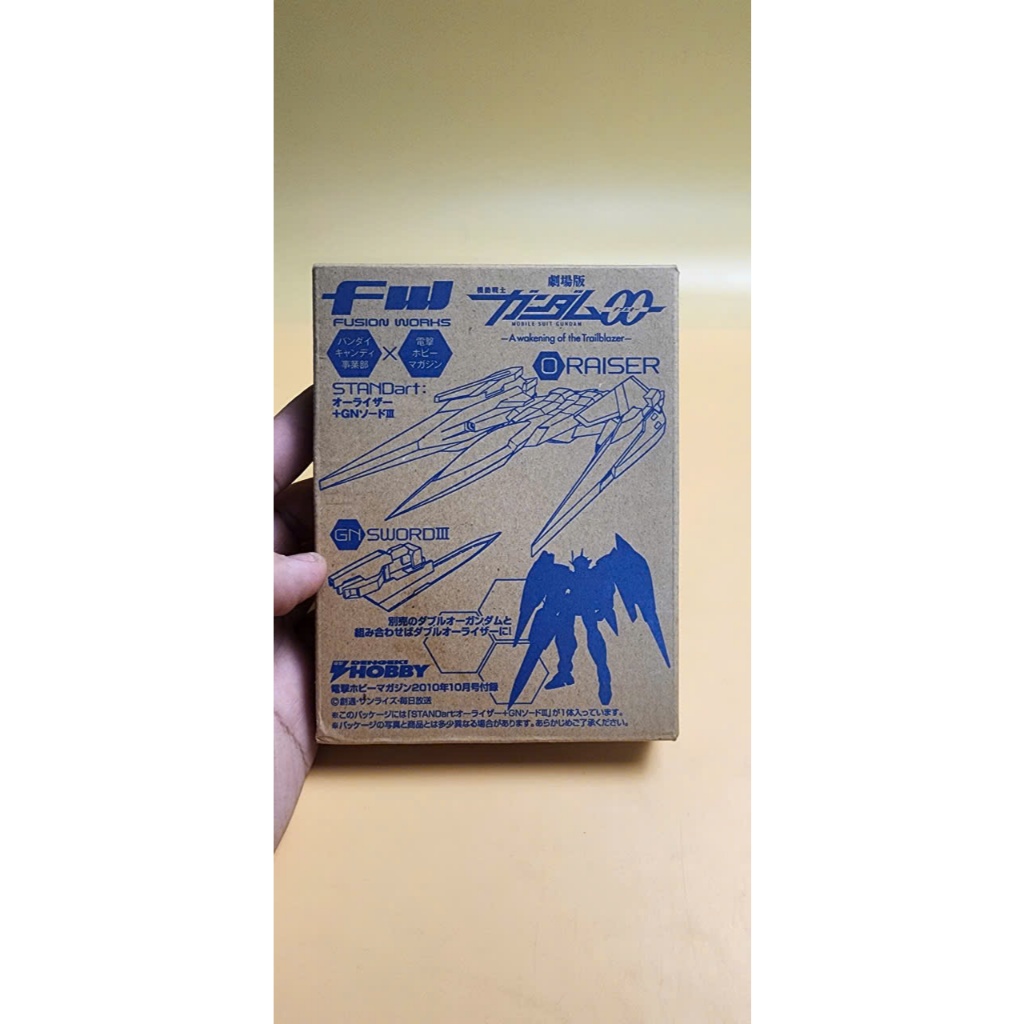 FW
FUSION WORKS
バンダイ
キャンディ
事業部
×
電撃
ホビー
マガジン
STANDart:
オーライザー
+GNソードⅢ
劇場版
機動戦士
ガンダム00
MOBILE SUIT GUNDAM
—A wakening of the Trailblazer—
O RAISER
GN SWORDⅢ
別売のダブルオーガンダムと
組み合わせばダブルオーライザーに!
DENGEKI
HOBBY
電撃ホビーマガジン2010年10月号付録
©創通・サンライズ・毎日放送
※このパッケージには「STANDart:オーライザー+GNソードⅢ」が1体入っています。
※パッケージの写真と商品とは多少異なる場合があります。あらかじめご了承ください。